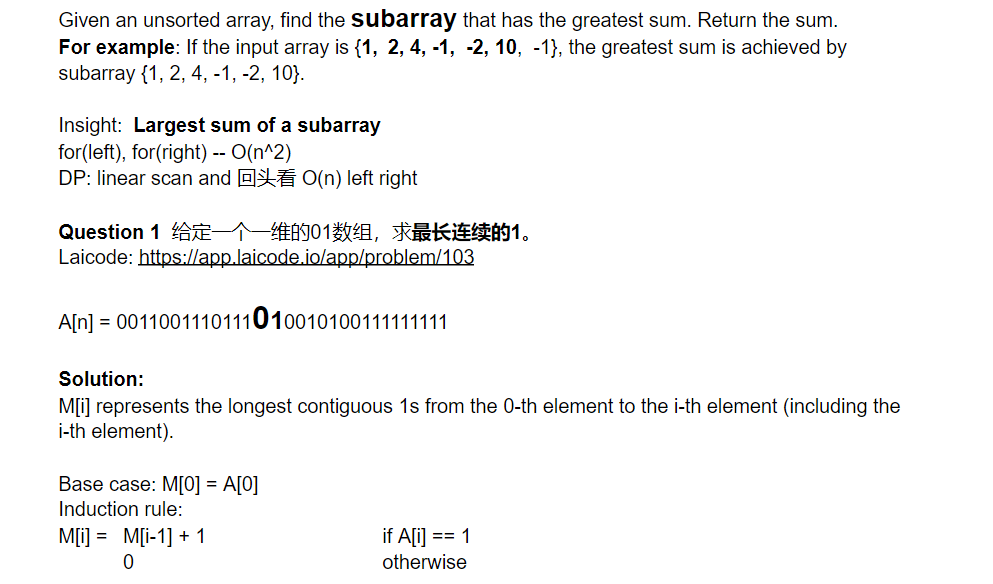 Given an unsorted array, find the subarray that has the greatest sum. Return the sum.
For example: If the input array is {1, 2, 4, -1, -2, 10, -1}, the greatest sum is achieved by
subarray {1, 2, 4, -1, -2, 10}.
Insight: Largest sum of a subarray
for(left), for(right) -- O(n^2)
DP: linear scan and 回头看 O(n) left right
Question 1 给定一个一维的01数组，求最长连续的1。
Laicode: https://app.laicode.io/app/problem/103
A[n] = 0011001110111010010100111111111
Solution:
M[i] represents the longest contiguous 1s from the 0-th element to the i-th element (including the
i-th element).
Base case: M[0] = A[0]
Induction rule:
M[i] = M[i-1] + 1 if A[i] == 1
0 otherwise